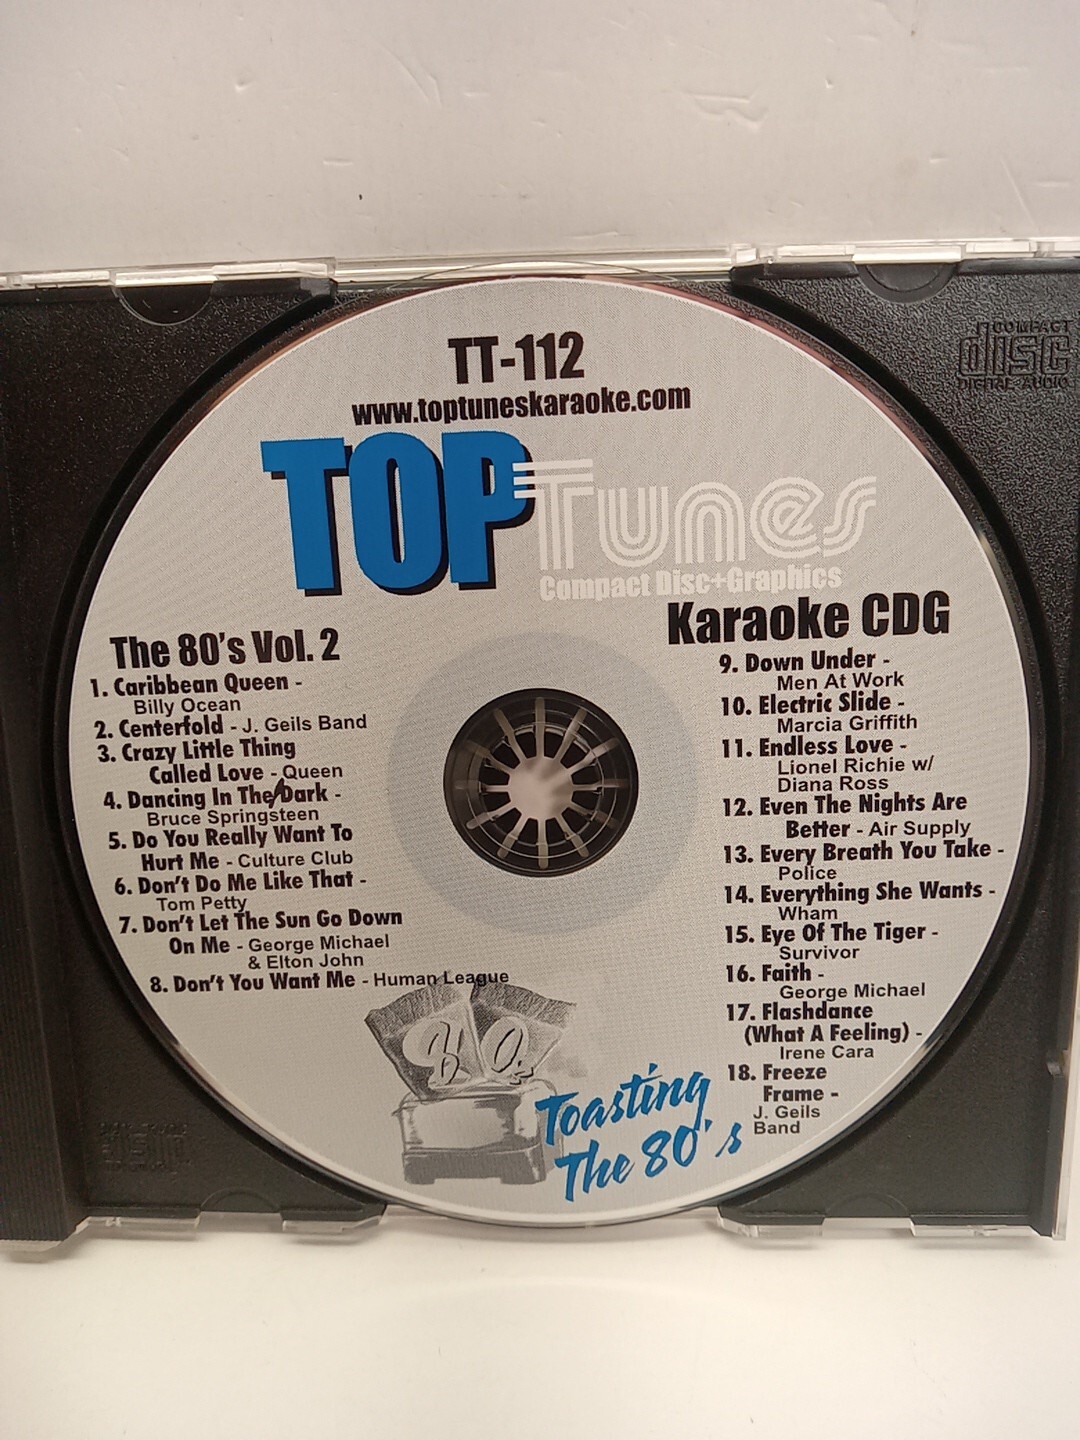 TT-112
www.toptuneskaraoke.com
TOP Tunes
Compact Disc+Graphics
Karaoke CDG
The 80's Vol. 2
1. Caribbean Queen -
Billy Ocean
2. Centerfold - J. Geils Band
3. Crazy Little Thing
Called Love - Queen
4. Dancing In The Dark -
Bruce Springsteen
5. Do You Really Want To
Hurt Me - Culture Club
6. Don't Do Me Like That -
Tom Petty
7. Don't Let The Sun Go Down
On Me - George Michael
& Elton John
8. Don't You Want Me - Human League
9. Down Under -
Men At Work
10. Electric Slide -
Marcia Griffith
11. Endless Love -
Lionel Richie w/
Diana Ross
12. Even The Nights Are
Better - Air Supply
13. Every Breath You Take -
Police
14. Everything She Wants -
Wham
15. Eye Of The Tiger -
Survivor
16. Faith -
George Michael
17. Flashdance
(What A Feeling) -
Irene Cara
18. Freeze
Frame -
J. Geils
Band
80s
Toasting
The 80's
COMPACT
disc
DIGITAL AUDIO